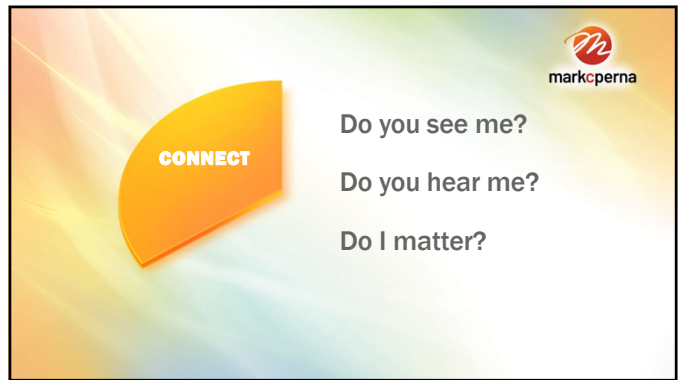 markcperna
CONNECT
Do you see me?
Do you hear me?
Do I matter?